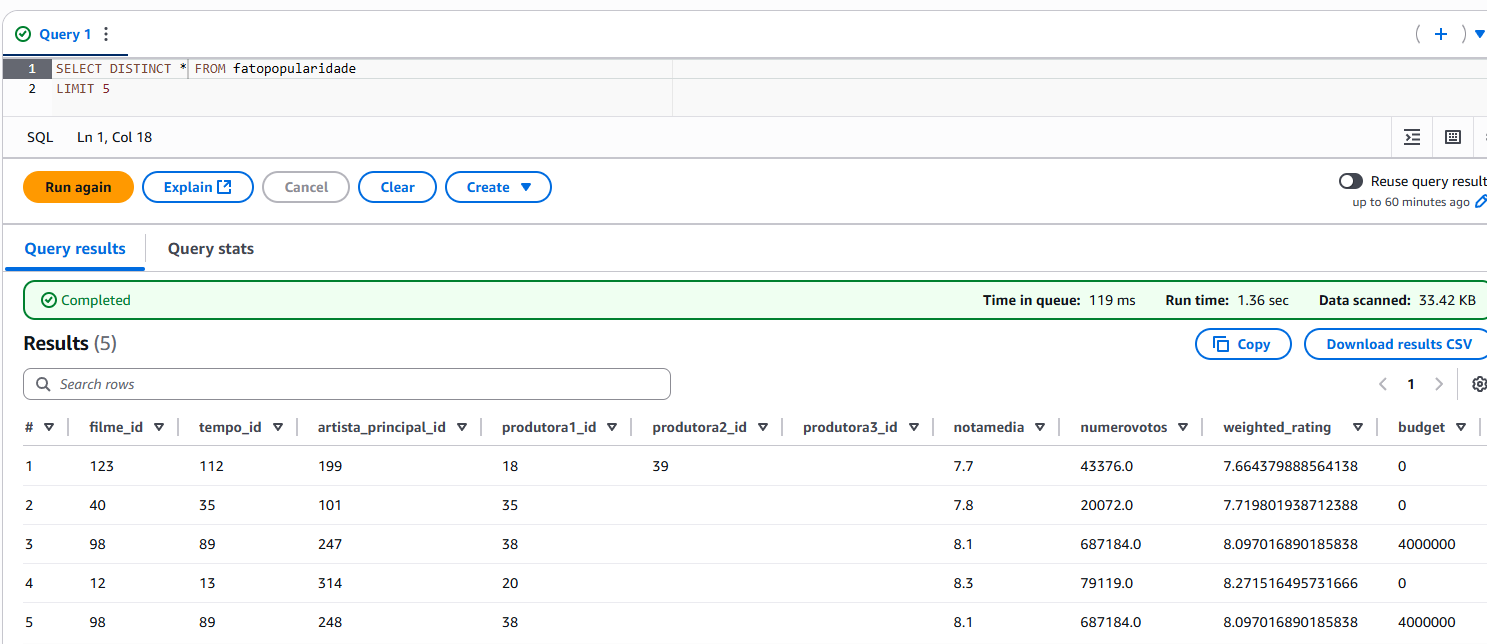 Query 1
1 SELECT DISTINCT * FROM fatopopularidade
2 LIMIT 5
SQL Ln 1, Col 18
Run again Explain Cancel Clear Create Reuse query result
up to 60 minutes ago
Query results Query stats
Completed Time in queue: 119 ms Run time: 1.36 sec Data scanned: 33.42 KB
Results (5) Copy Download results CSV
Search rows 1
# filme_id tempo_id artista_principal_id produtora1_id produtora2_id produtora3_id notamedia numerovotos weighted_rating budget
1 123 112 199 18 39 7.7 43376.0 7.664379888564138 0
2 40 35 101 35 7.8 20072.0 7.719801938712388 0
3 98 89 247 38 8.1 687184.0 8.097016890185838 4000000
4 12 13 314 20 8.3 79119.0 8.271516495731666 0
5 98 89 248 38 8.1 687184.0 8.097016890185838 4000000